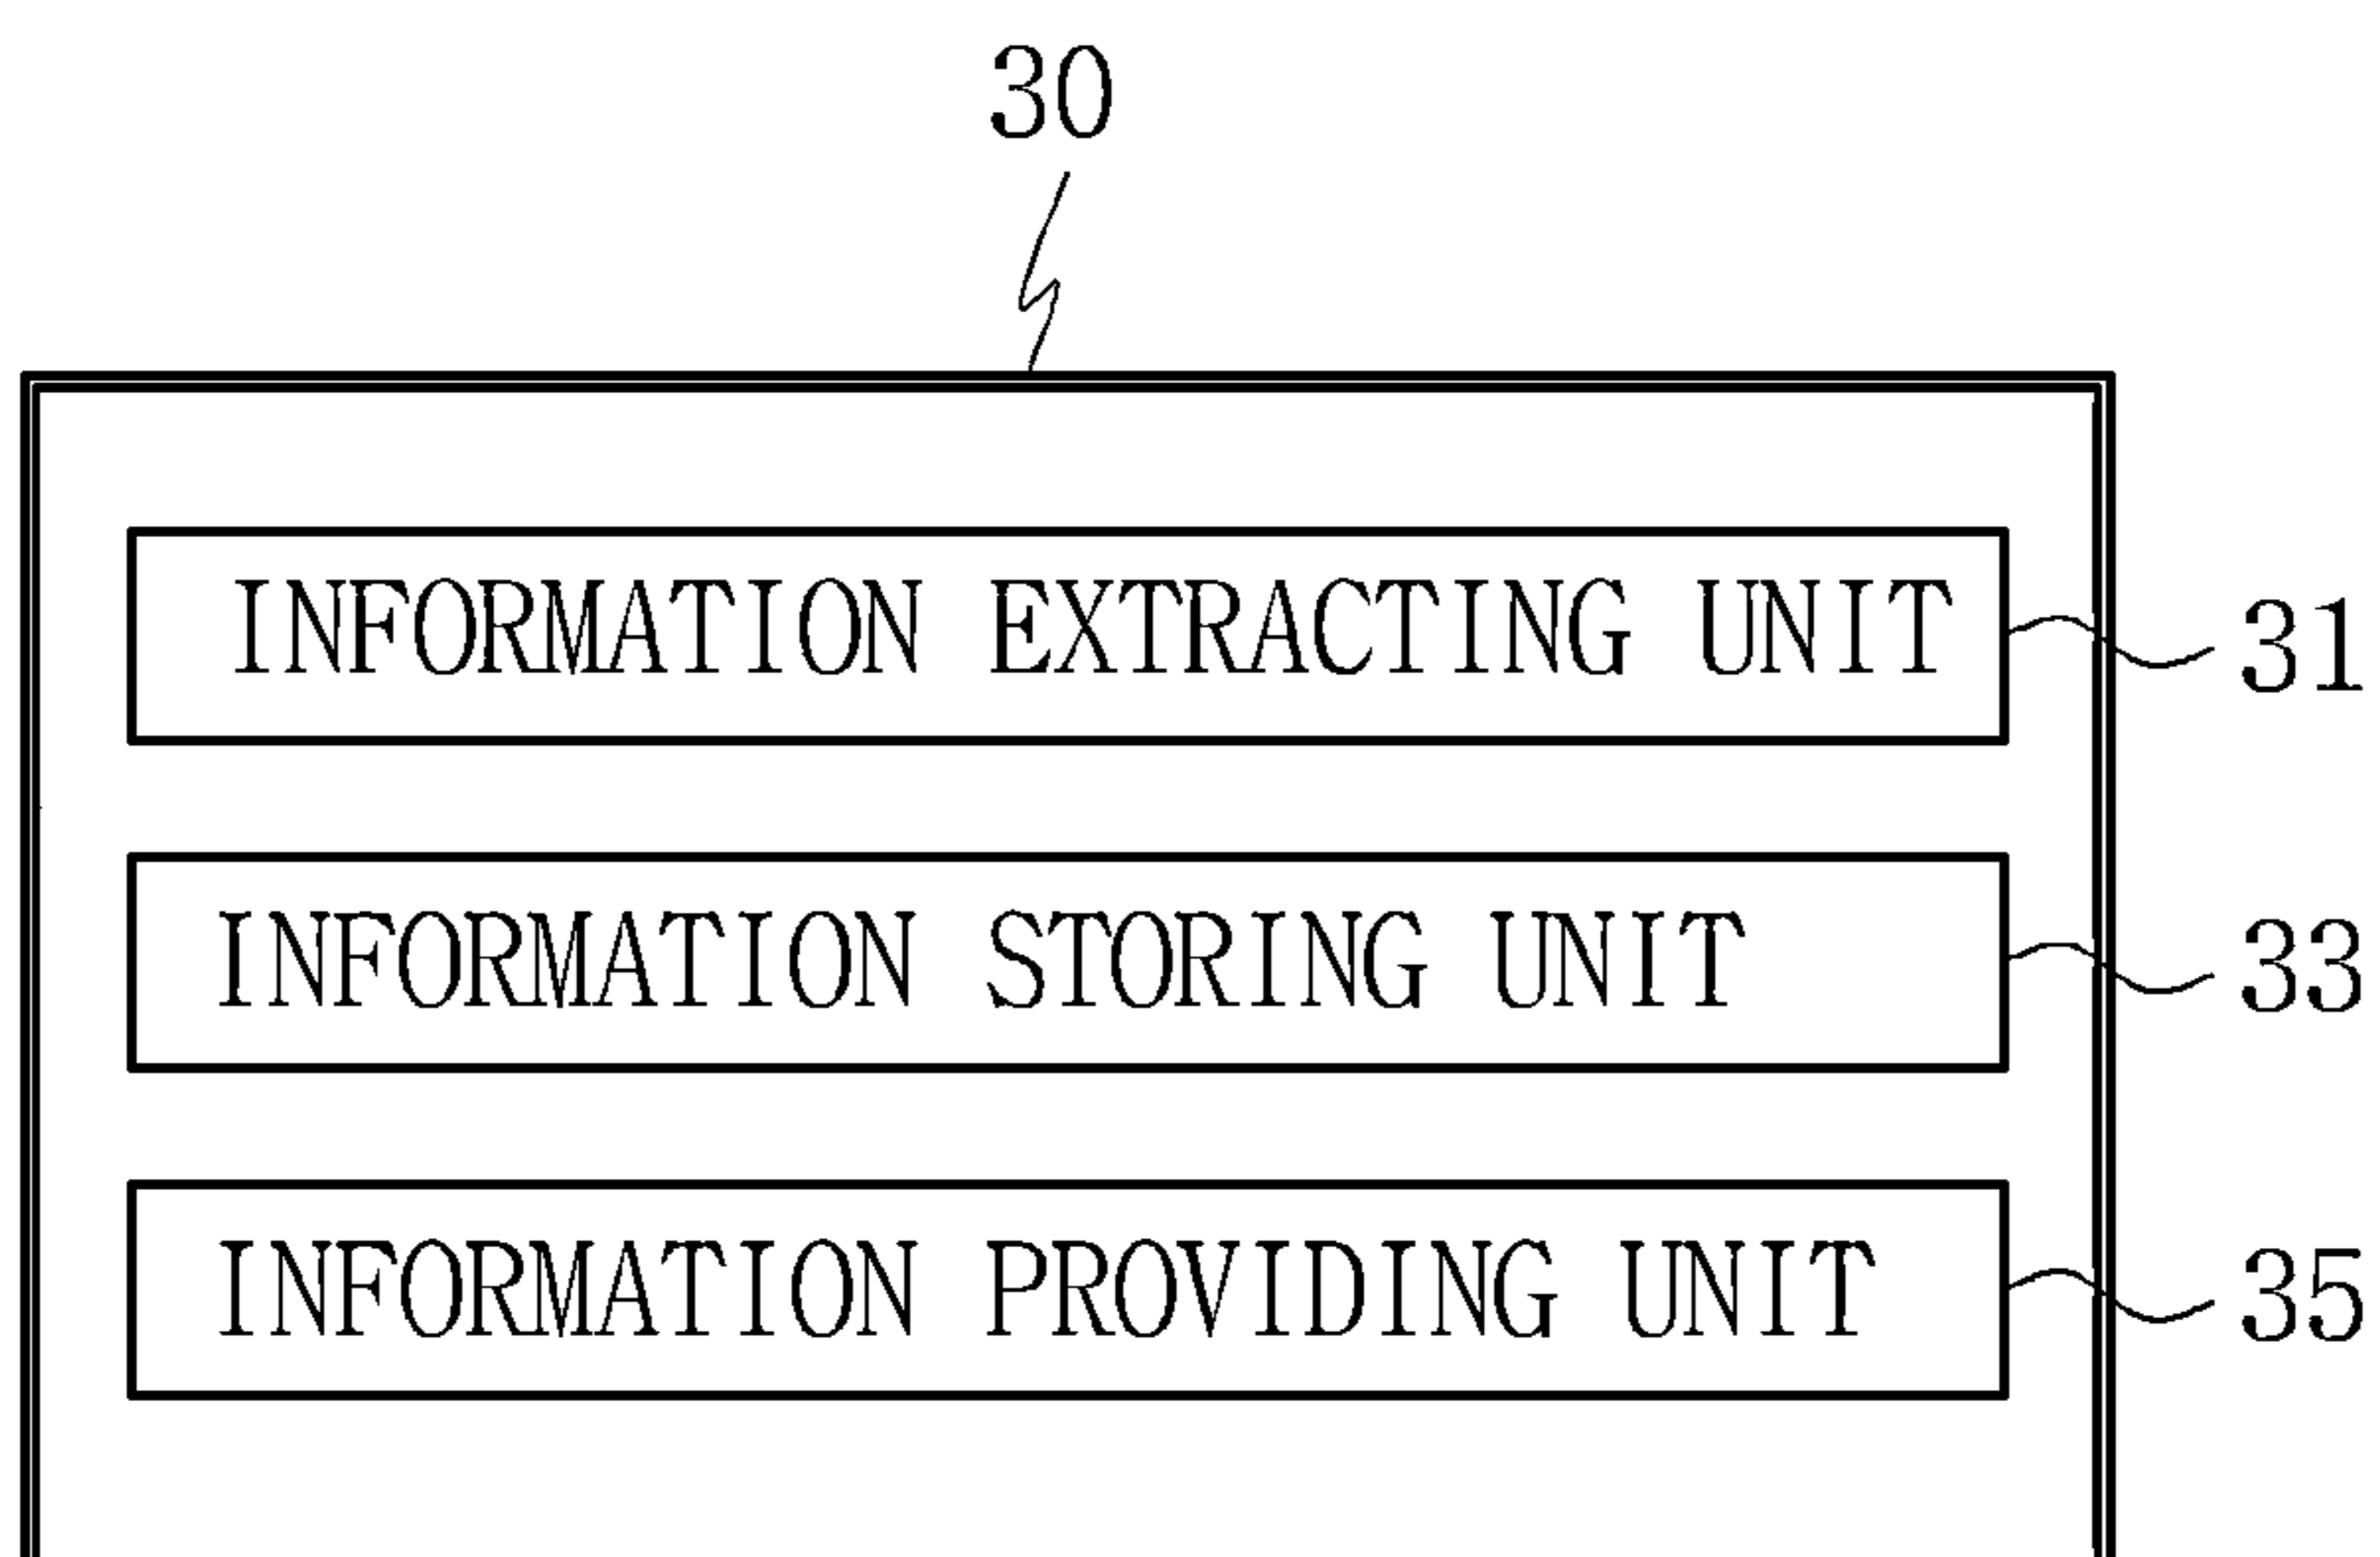 30
INFORMATION EXTRACTING UNIT 31
INFORMATION STORING UNIT 33
INFORMATION PROVIDING UNIT 35